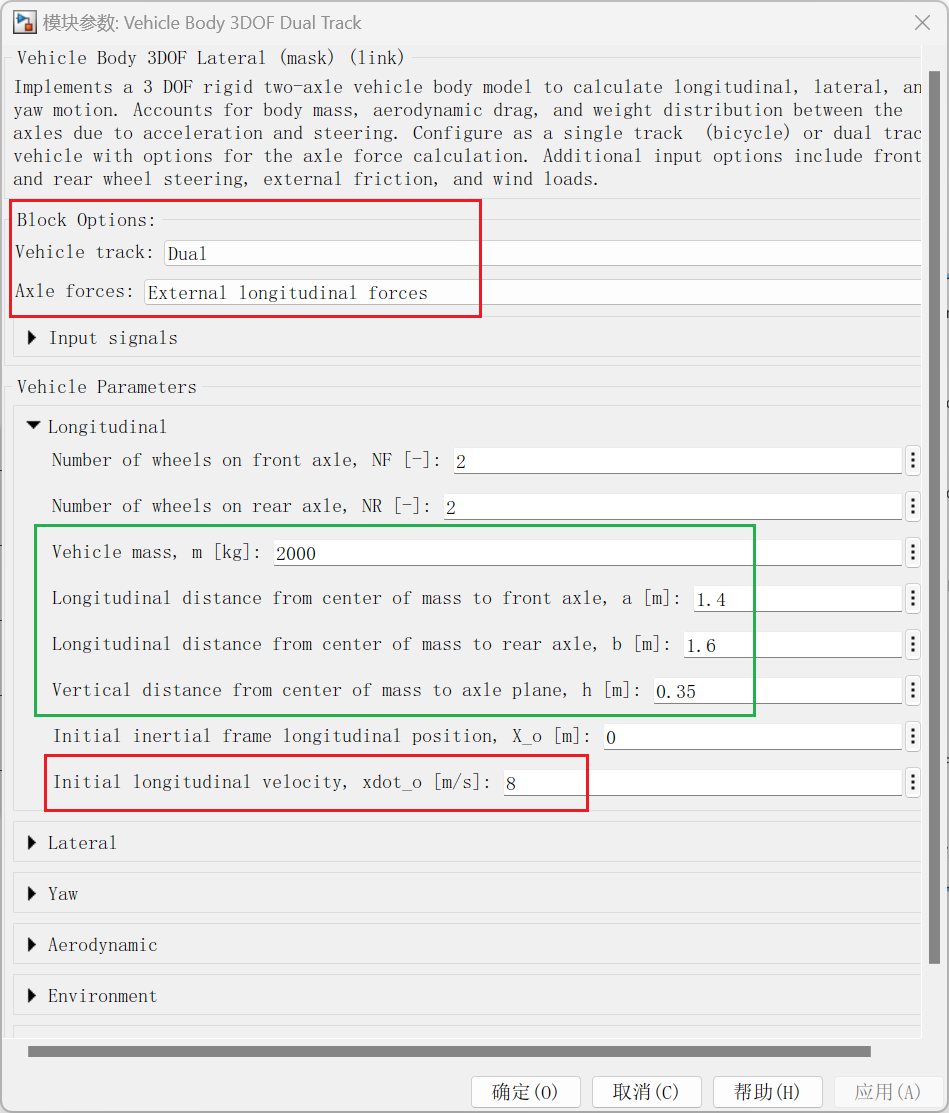 模块参数: Vehicle Body 3DOF Dual Track
Vehicle Body 3DOF Lateral (mask) (link)
Implements a 3 DOF rigid two-axle vehicle body model to calculate longitudinal, lateral, an
yaw motion. Accounts for body mass, aerodynamic drag, and weight distribution between the
axles due to acceleration and steering. Configure as a single track (bicycle) or dual trac
vehicle with options for the axle force calculation. Additional input options include front
and rear wheel steering, external friction, and wind loads.
Block Options:
Vehicle track: Dual
Axle forces: External longitudinal forces
Input signals
Vehicle Parameters
Longitudinal
Number of wheels on front axle, NF [-]: 2
Number of wheels on rear axle, NR [-]: 2
Vehicle mass, m [kg]: 2000
Longitudinal distance from center of mass to front axle, a [m]: 1.4
Longitudinal distance from center of mass to rear axle, b [m]: 1.6
Vertical distance from center of mass to axle plane, h [m]: 0.35
Initial inertial frame longitudinal position, X_o [m]: 0
Initial longitudinal velocity, xdot_o [m/s]: 8
Lateral
Yaw
Aerodynamic
Environment
确定(O) 取消(C) 帮助(H) 应用(A)